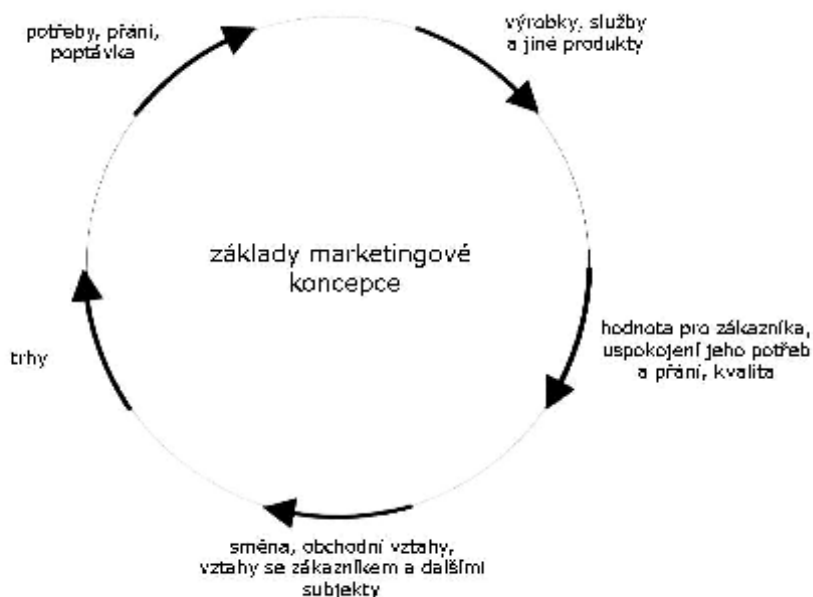 potřeby, přání,
poptávka
výrobky, služby
a jiné produkty
základy marketingové
koncepce
hodnota pro zákazníka,
uspokojení jeho potřeb
a přání, kvalita
trhy
směna, obchodní vztahy,
vztahy se zákazníkem a dalšími
subjekty